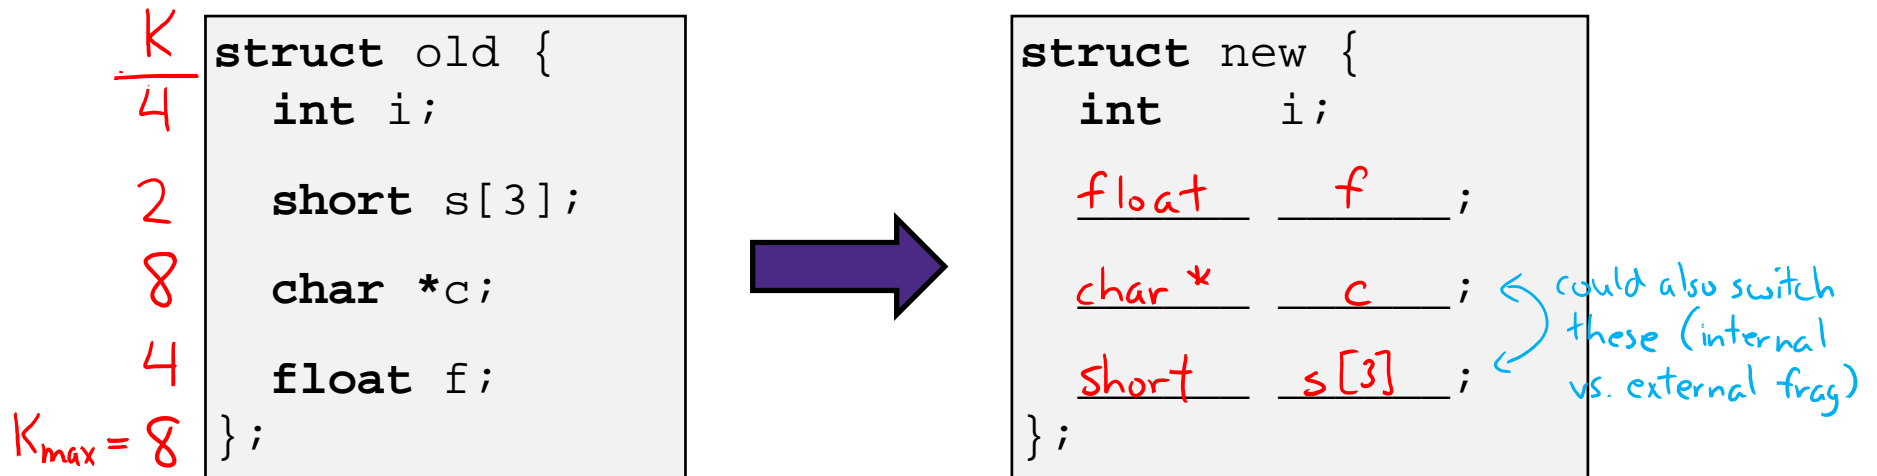 K
4
2
8
4
Kmax = 8
struct old {
int i;
short s[3];
char *c;
float f;
};
struct new {
int i;
float f ;
char * c ;
short s[3] ;
};
could also switch
these (internal
vs. external frag)